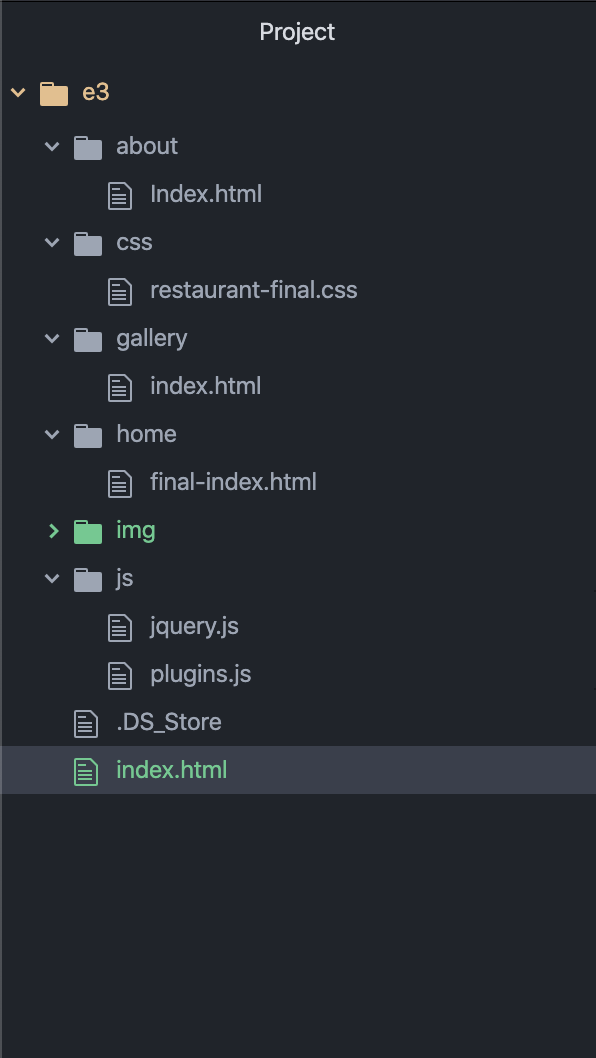 Project
e3
about
Index.html
css
restaurant-final.css
gallery
index.html
home
final-index.html
img
js
jquery.js
plugins.js
.DS_Store
index.html